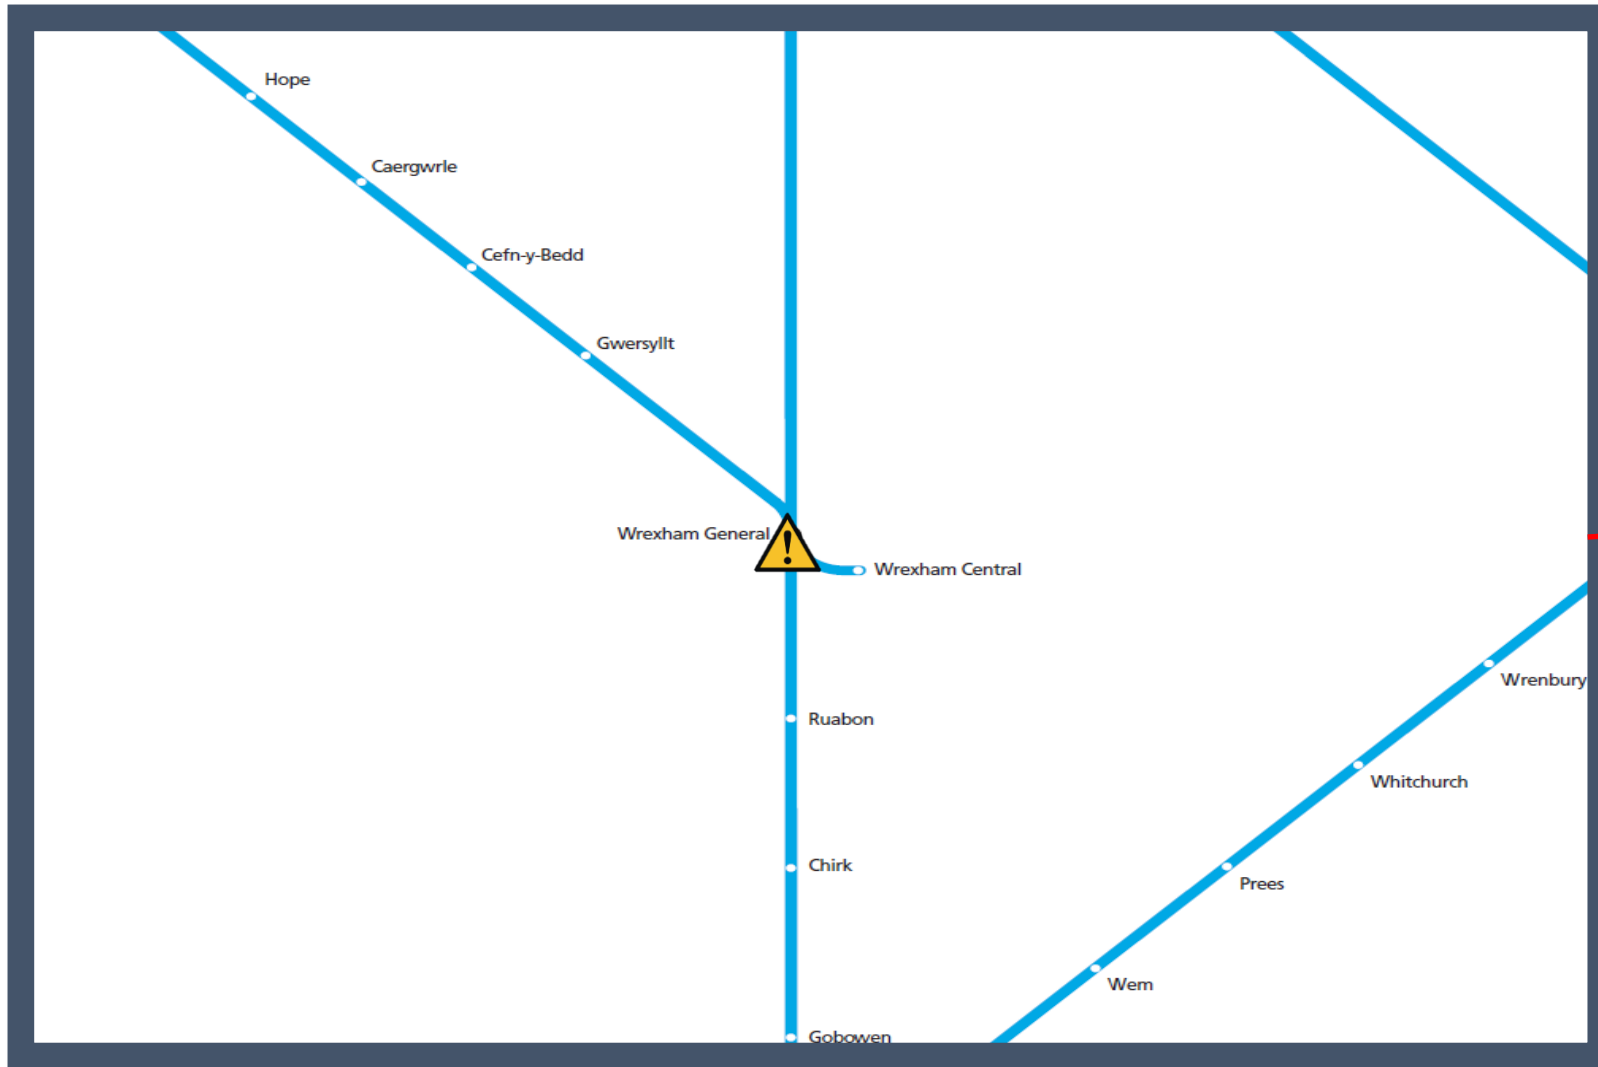 Hope
Caergwrle
Cefn-y-Bedd
Gwersyllt
Wrexham General
!
Wrexham Central
Wrenbury
Ruabon
Whitchurch
Chirk
Prees
Wem
Gobowen